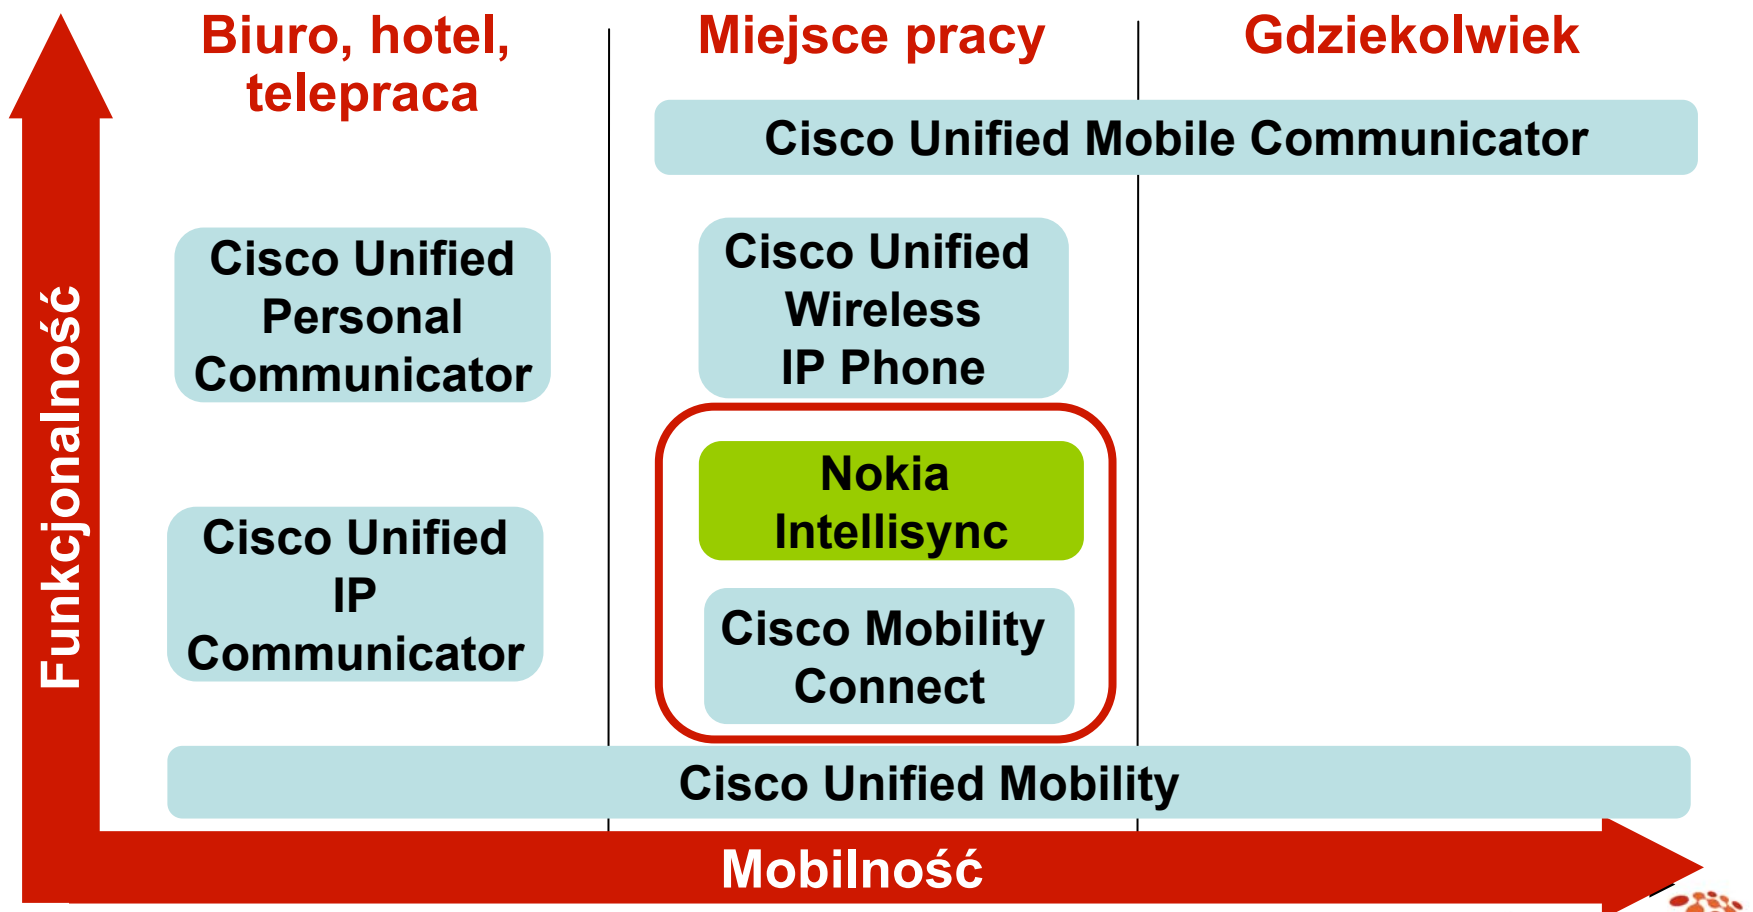 Biuro, hotel,
telepraca
Miejsce pracy
Gdziekolwiek
Cisco Unified Mobile Communicator
Cisco Unified
Personal
Communicator
Cisco Unified
Wireless
IP Phone
Nokia
Intellisync
Cisco Unified
IP
Communicator
Cisco Mobility
Connect
Cisco Unified Mobility
Funkcjonalność
Mobilność